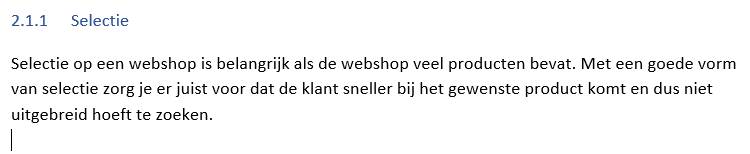 2.1.1 Selectie
Selectie op een webshop is belangrijk als de webshop veel producten bevat. Met een goede vorm
van selectie zorg je er juist voor dat de klant sneller bij het gewenste product komt en dus niet
uitgebreid hoeft te zoeken.